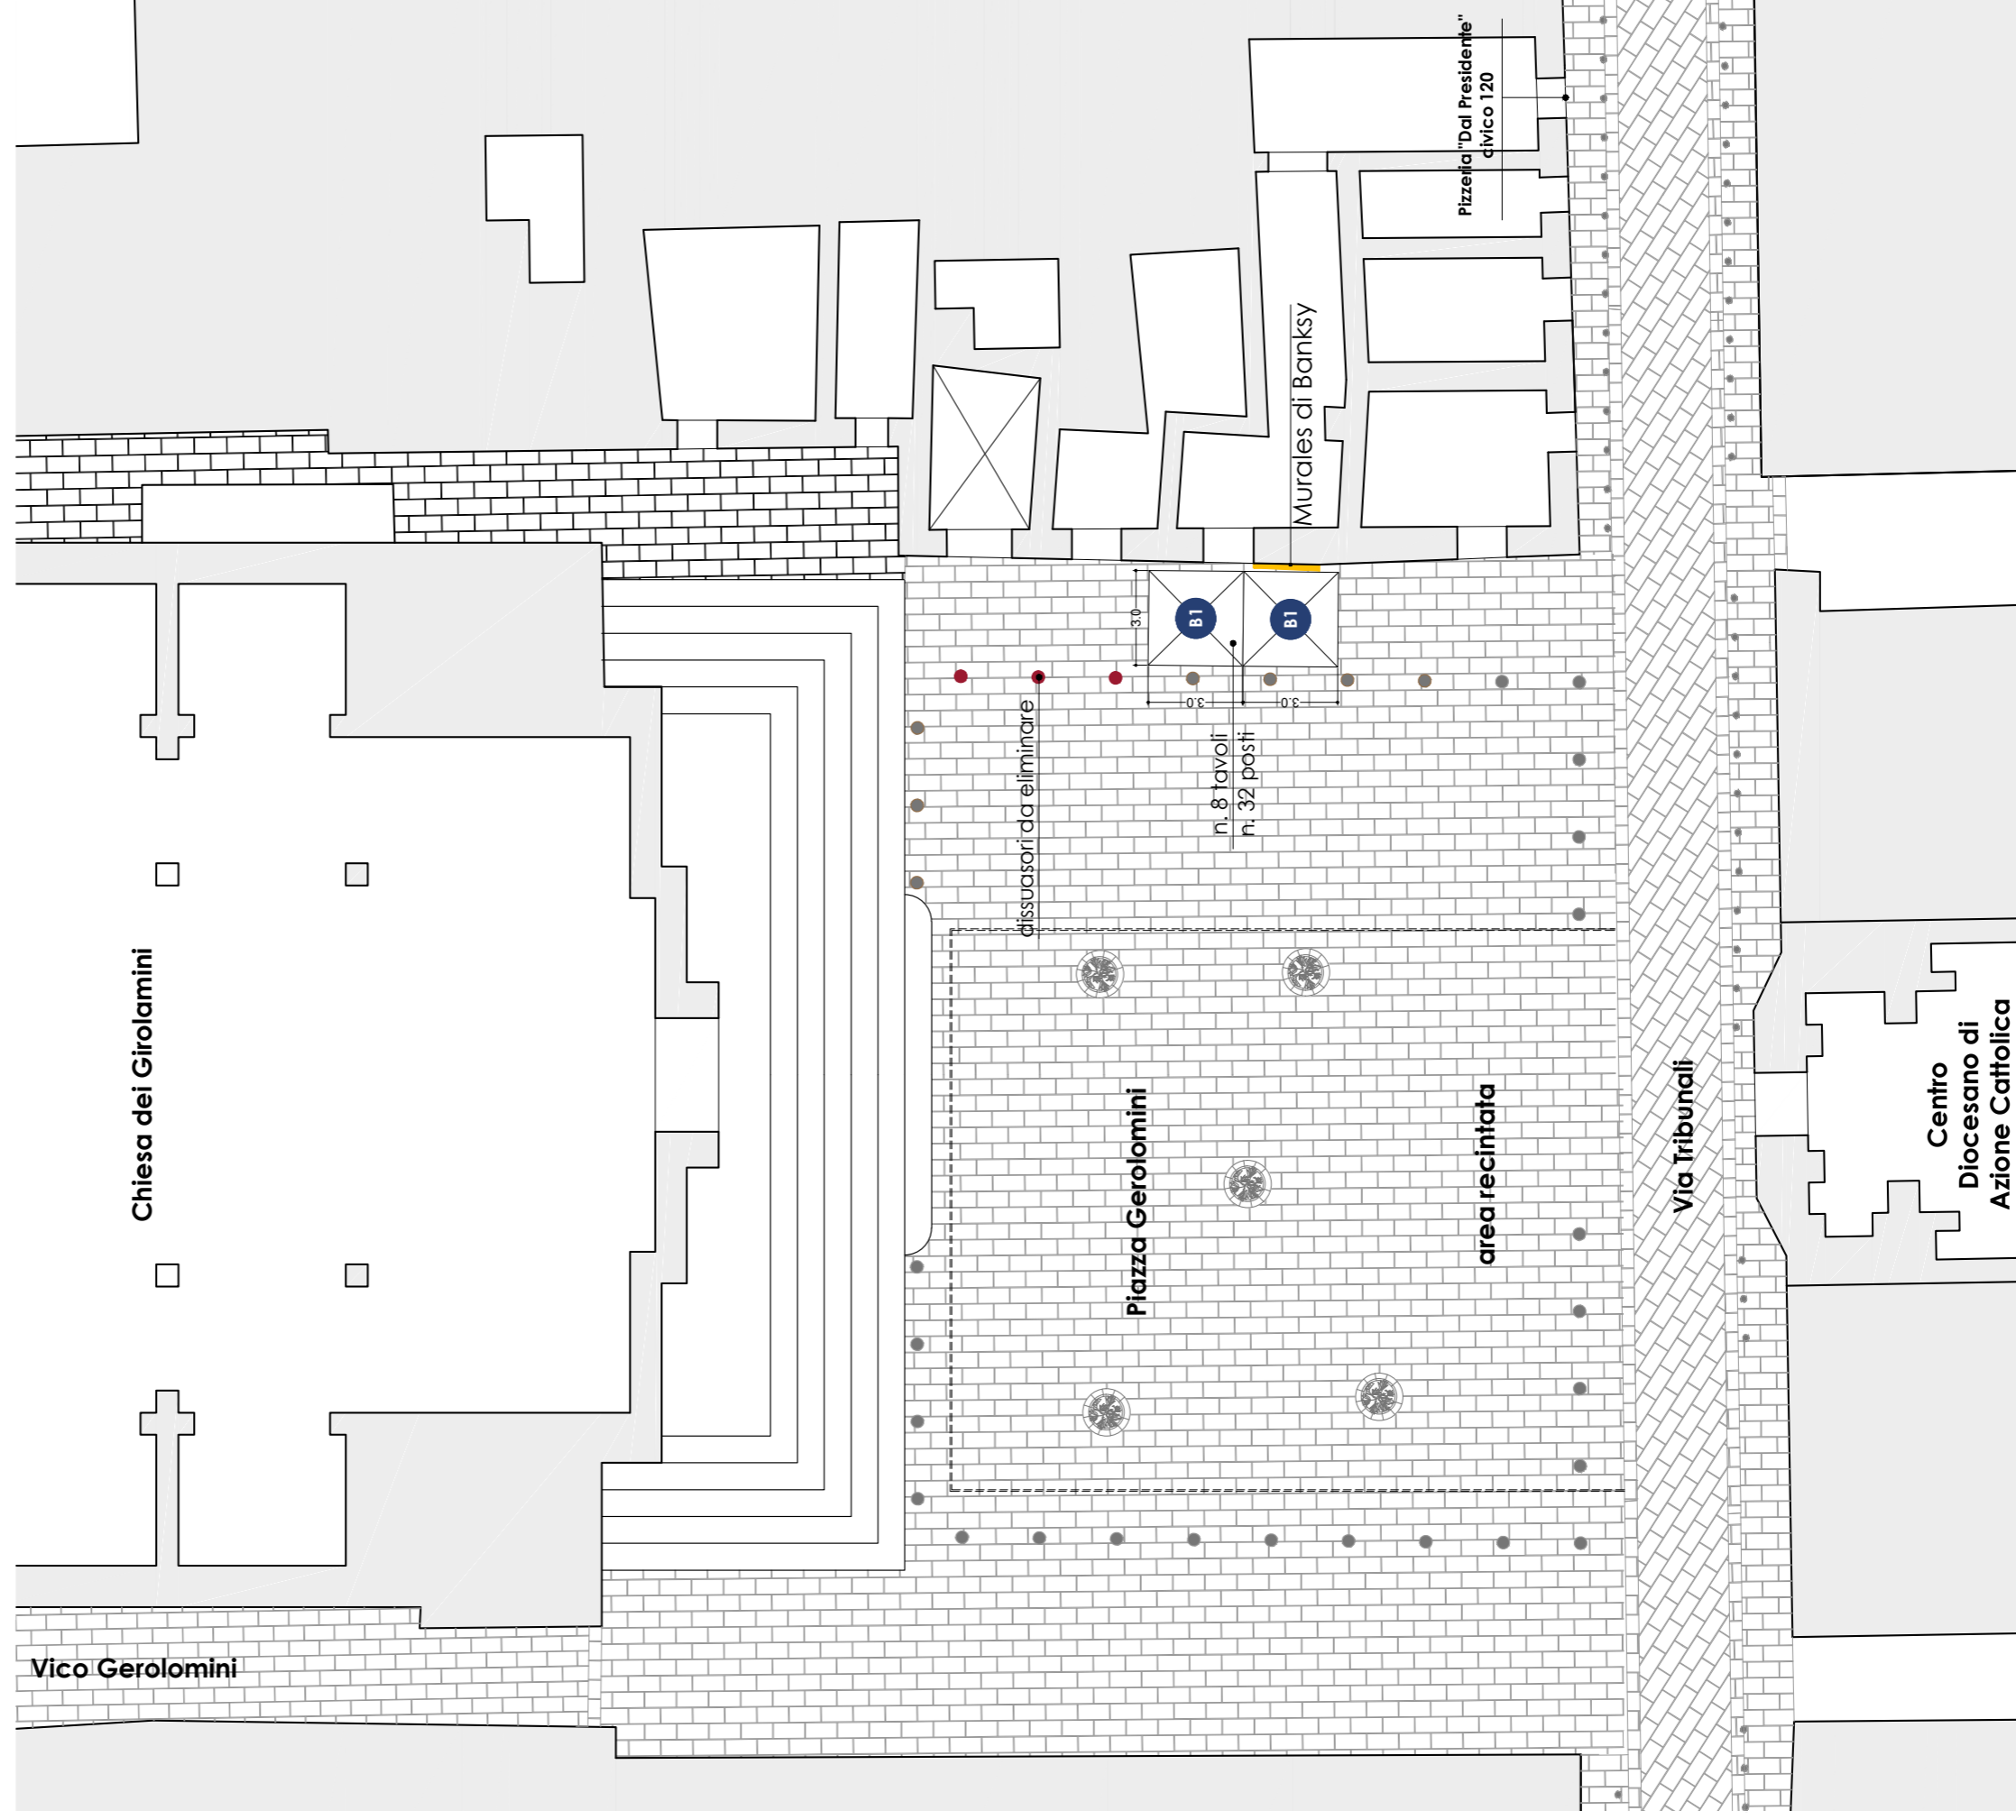 Pizzeria "Dal Presidente"
civico 120
Murales di Banksy
B1
B1
3.0
3.0
3.0
dissuasori da eliminare
n. 8 tavoli
n. 32 posti
Chiesa dei Girolamini
Piazza Gerolomini
area recintata
Via Tribunali
Centro
Diocesano di
Azione Cattolica
Vico Gerolomini